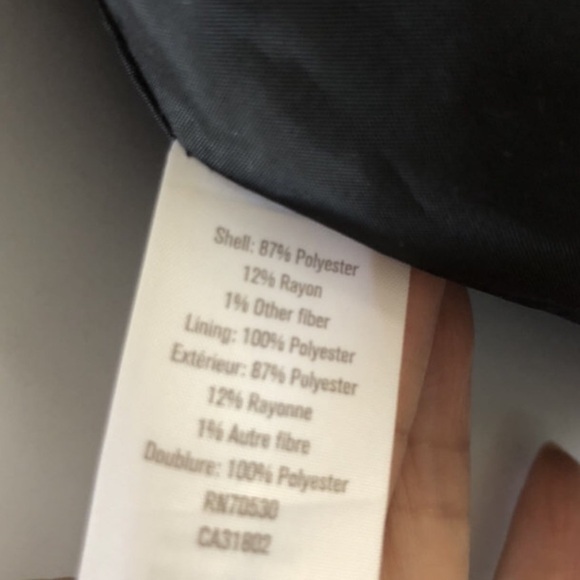 Shell: 87% Polyester
12% Rayon
1% Other fiber
Lining: 100% Polyester
Extérieur: 87% Polyester
12% Rayonne
1% Autre fibre
Doublure: 100% Polyester
RN70530
CA31802